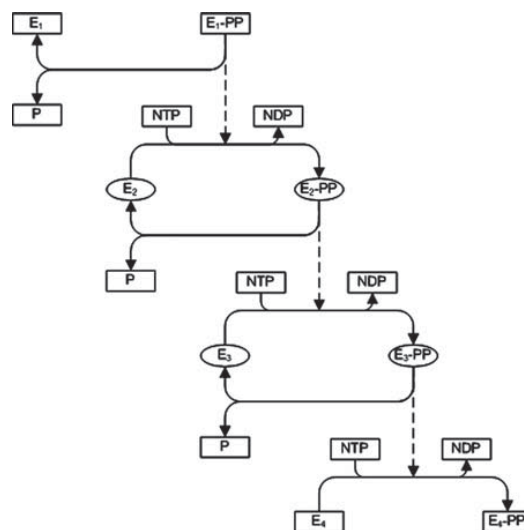 E₁ E₁-PP
P
NTP NDP
E₂ E₂-PP
P
NTP NDP
E₃ E₃-PP
P
NTP NDP
E₄ E₄-PP